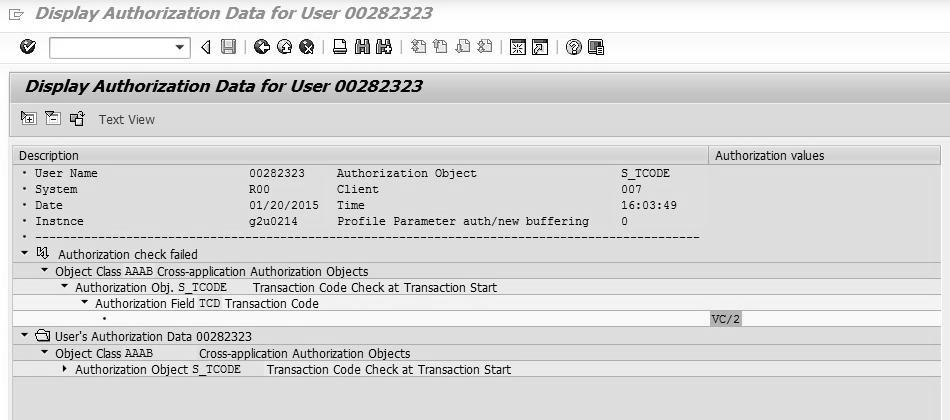 Display Authorization Data for User 00282323
Display Authorization Data for User 00282323
Text View
Description Authorization values
User Name 00282323 Authorization Object S_TCODE
System R00 Client 007
Date 01/20/2015 Time 16:03:49
Instnce g2u0214 Profile Parameter auth/new buffering 0
Authorization check failed
Object Class AAAB Cross-application Authorization Objects
Authorization Obj. S_TCODE Transaction Code Check at Transaction Start
Authorization Field TCD Transaction Code
VC/2
User's Authorization Data 00282323
Object Class AAAB Cross-application Authorization Objects
Authorization Object S_TCODE Transaction Code Check at Transaction Start